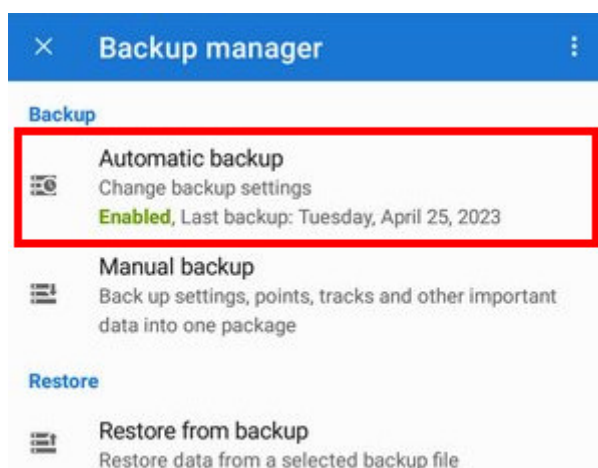 Backup manager
Backup
Automatic backup
Change backup settings
Enabled, Last backup: Tuesday, April 25, 2023
Manual backup
Back up settings, points, tracks and other important
data into one package
Restore
Restore from backup
Restore data from a selected backup file